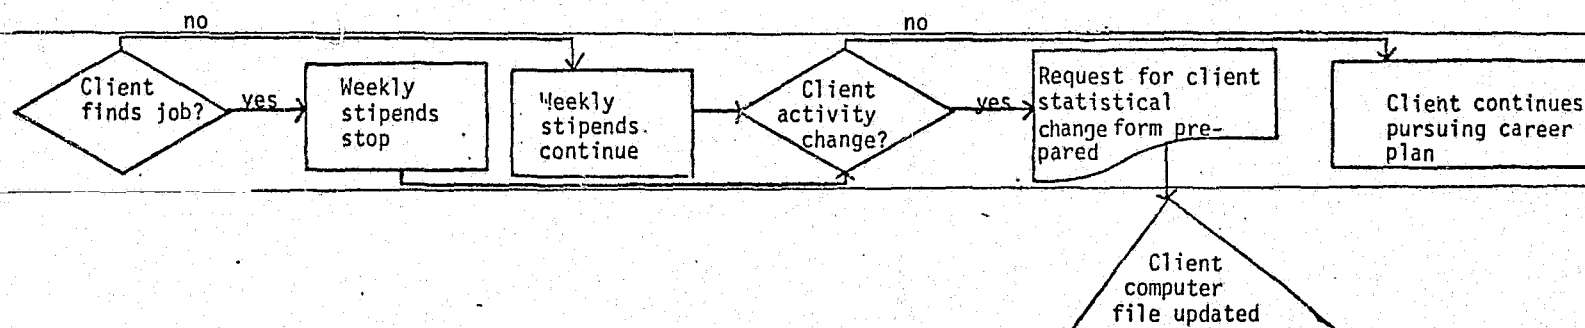 no
no
Client
finds job?
yes
Weekly
stipends
stop
Weekly
stipends.
continue
Client
activity
change?
yes
Request for client
statistical
change form pre-
pared
Client continues
pursuing career
plan
Client
computer
file updated